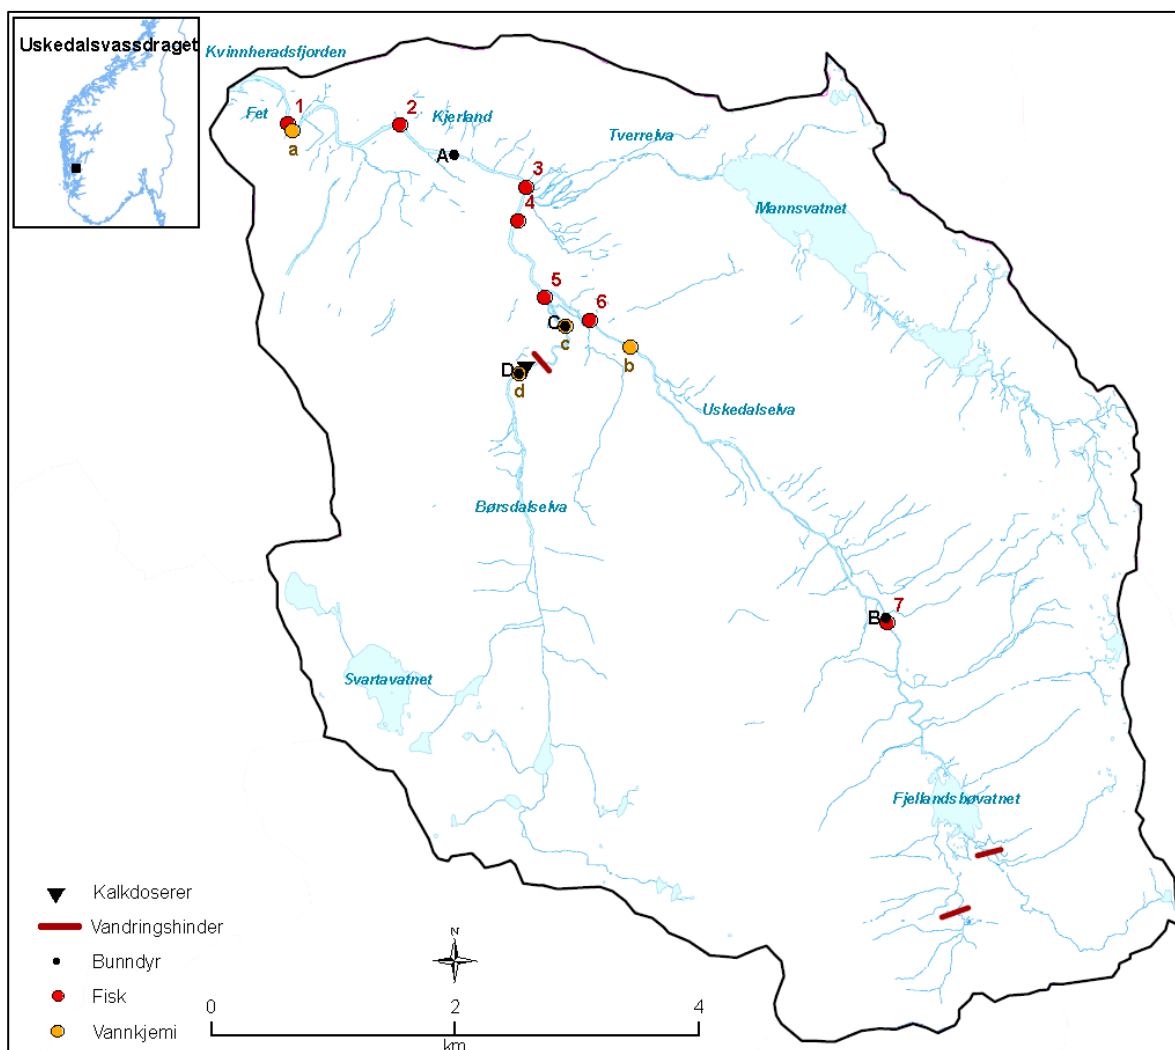 Uskedalsvassdraget
Kvinnheradsfjorden
Fet
1
a
2
Kjerland
A
Tverrelva
3
4
Mannsvatnet
5
6
C
c
b
D
d
Uskedalselva
Børsdalselva
7
B
Svartavatnet
Fjellandsbøvatnet
Kalkdoserer
Vandringshinder
Bunndyr
Fisk
Vannkjemi
N
0 2 4
km